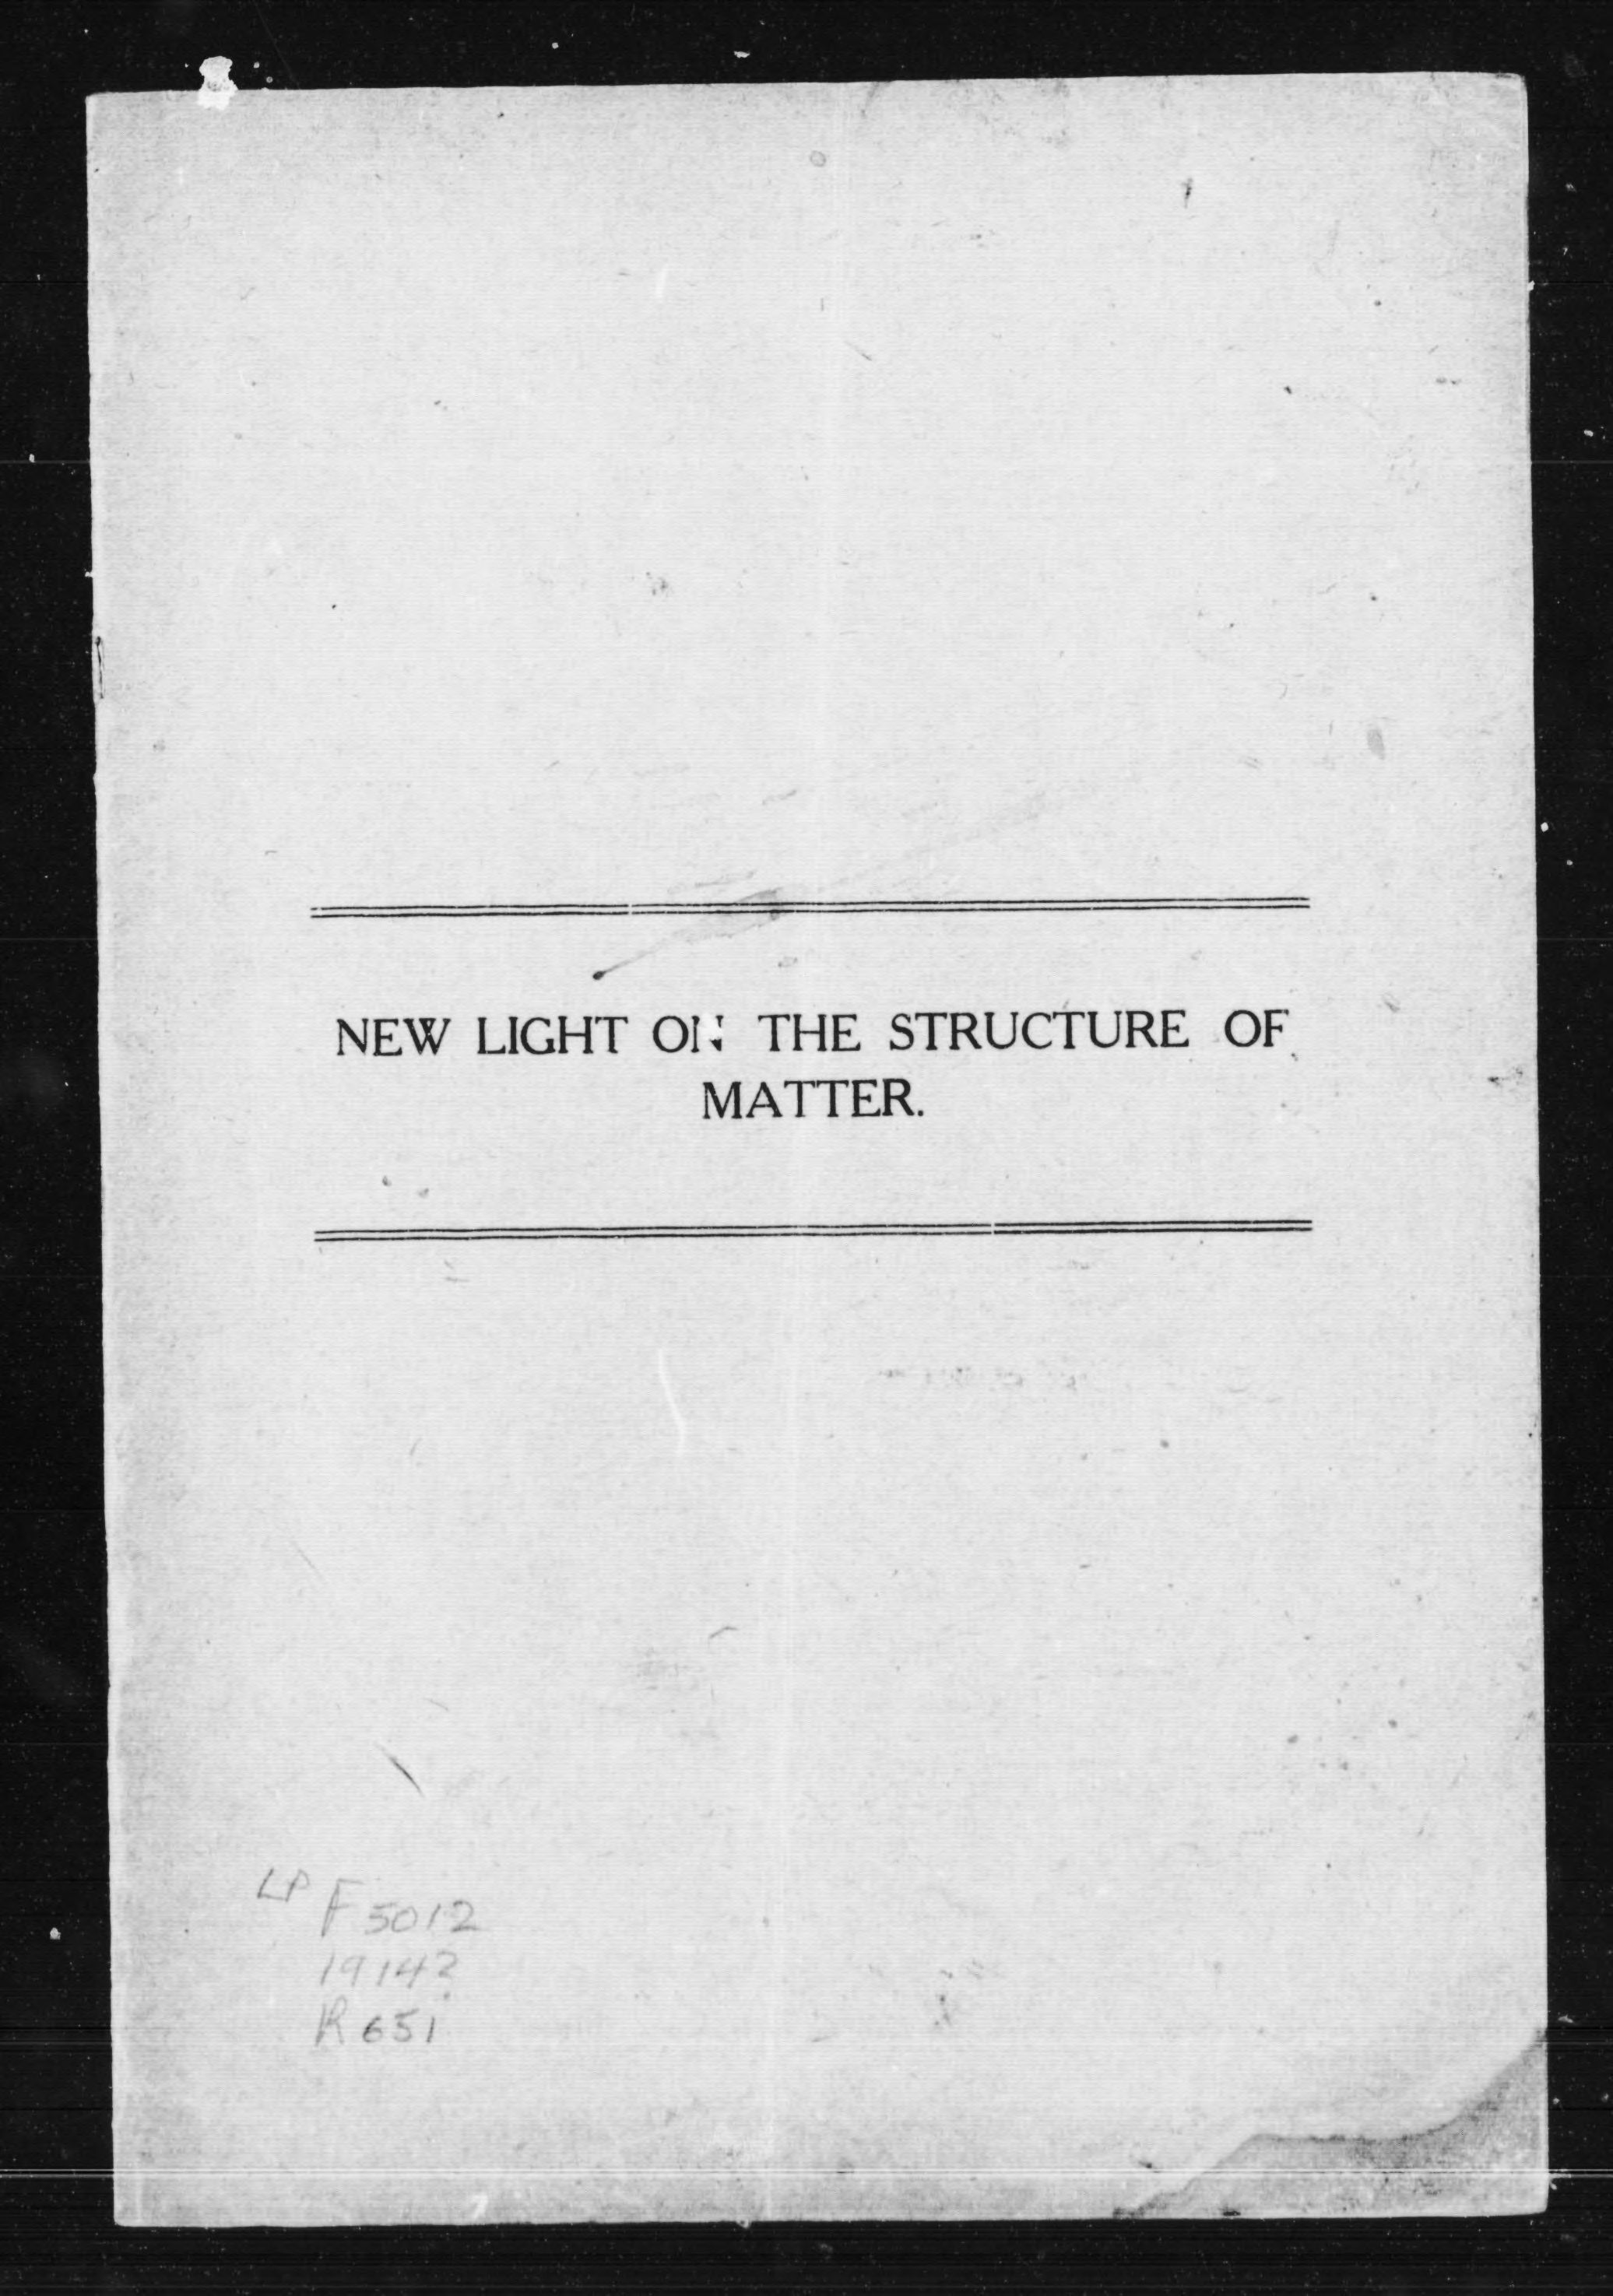 NEW LIGHT ON THE STRUCTURE OF
MATTER.
LP F5012
1914?
R651